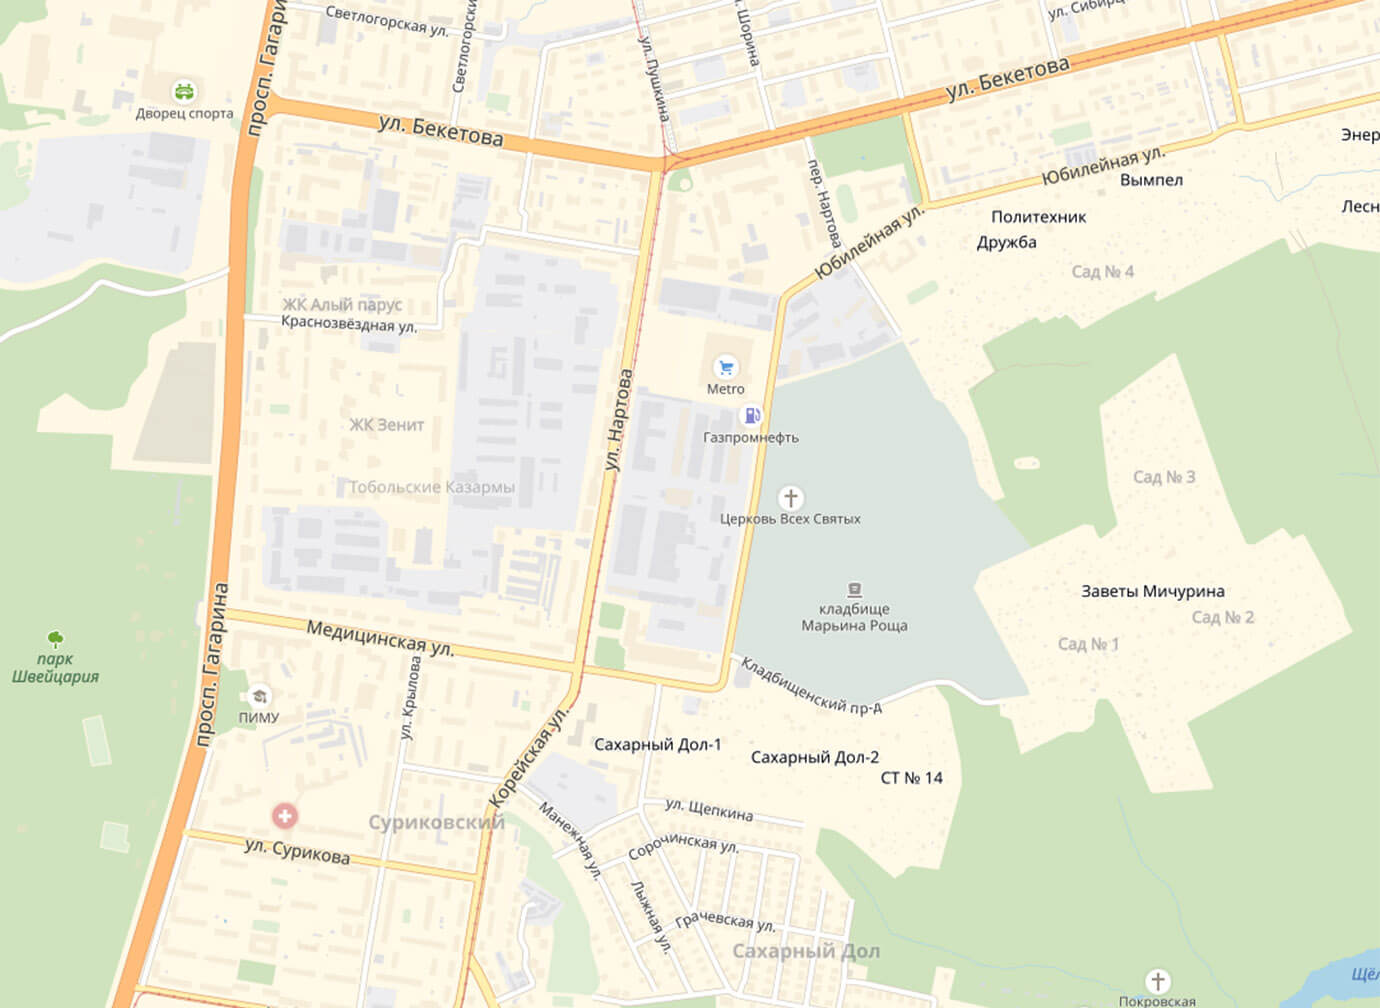 Светлогорская ул.
Светлогорски
просп. Гагари
ул. Пушкина
Шорина
ул. Сибирц
Дворец спорта
ул. Бекетова
ул. Бекетова
Юбилейная ул.
Энер
Вымпел
пер. Нартова
Юбилейная ул.
Политехник
Лесн
Дружба
Сад № 4
ЖК Алый парус
Краснозвёздная ул.
Metro
ул. Нартова
ЖК Зенит
Газпромнефть
Тобольские Казармы
Сад № 3
Церковь Всех Святых
Заветы Мичурина
кладбище
Марьина Роща
Сад № 2
Сад № 1
просп. Гагарина
Медицинская ул.
парк
Швейцария
Кладбищенский пр-д
ул. Крылова
ПИМУ
Корейская ул.
Сахарный Дол-1
Сахарный Дол-2
СТ № 14
ул. Щепкина
Суриковский
Манежная ул.
Сорочинская ул.
ул. Сурикова
Лыжная ул.
Грачевская ул.
Сахарный Дол
Щёл
Покровская